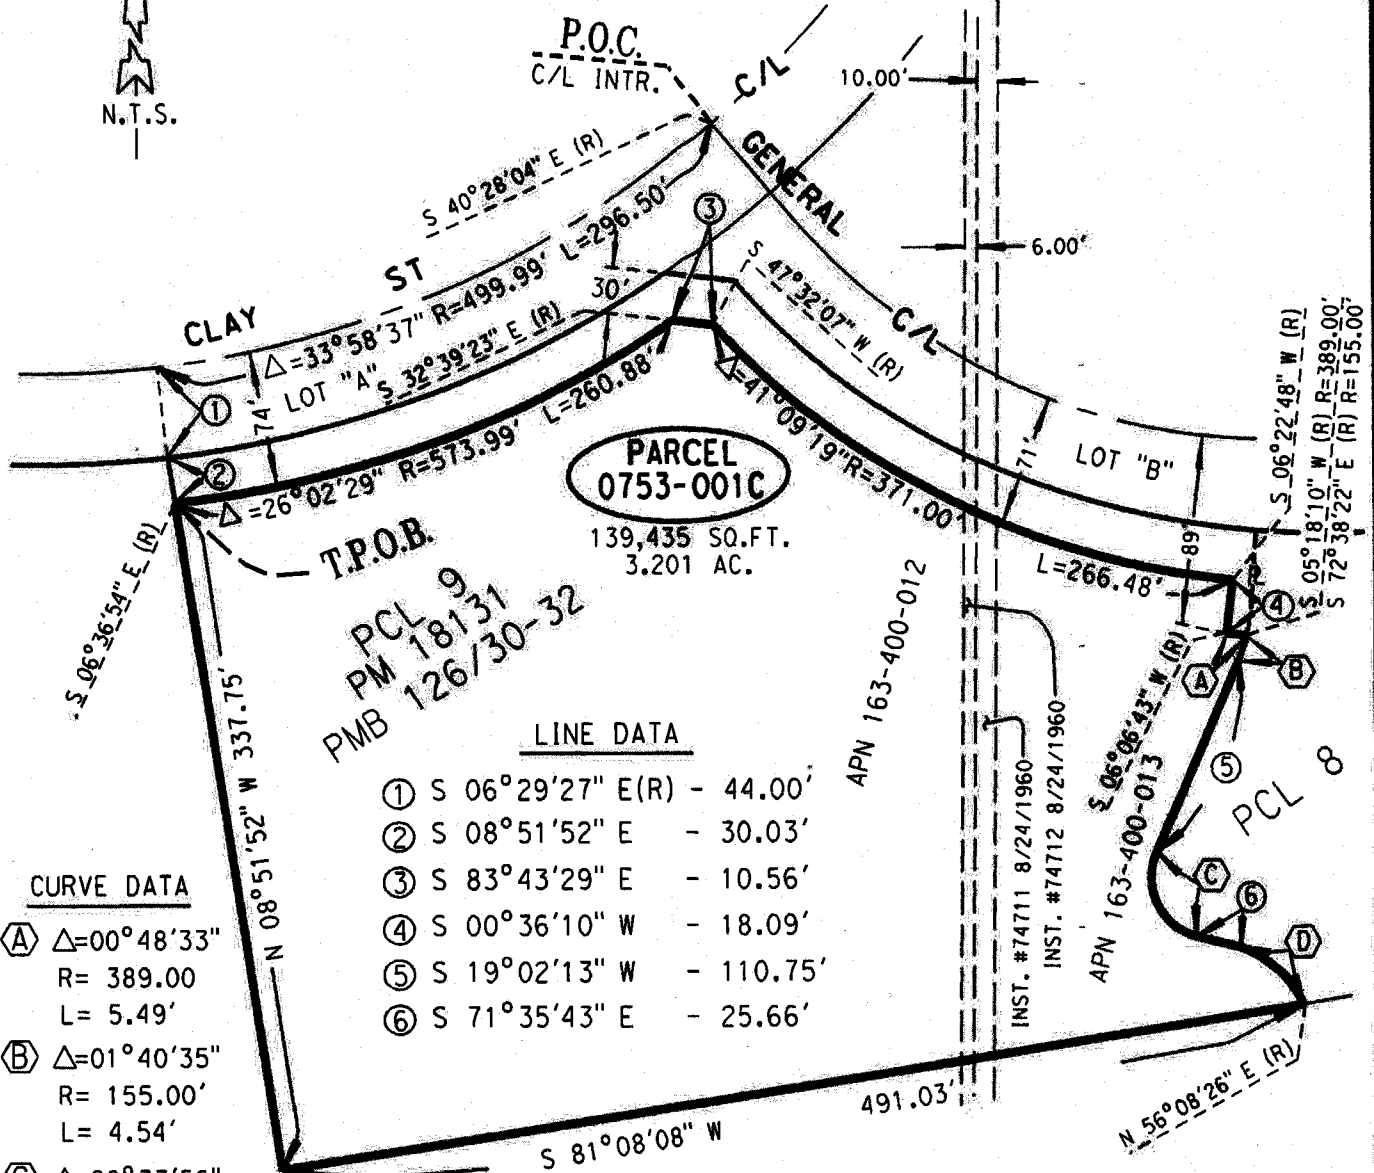 P.O.C.
C/L INTR.
C/L
10.00'
N.T.S.
S 40°28'04" E (R)
GENERAL
③
6.00'
CLAY ST
Δ=33°58'37" R=499.99' L=296.50'
30'
S 47°32'07" W (R)
C/L
LOT "A"
S 32°39'23" E (R)
①
74'
②
Δ=26°02'29" R=573.99' L=260.88'
Δ=41°09'19" R=371.00'
L=266.48'
71'
LOT "B"
89'
S 06°22'48" W (R)
S 05°18'10" W (R) R=389.00'
S 72°38'22" E (R) R=155.00'
PARCEL
0753-001C
139,435 SQ.FT.
3.201 AC.
T.P.O.B.
S 06°36'54" E (R)
PCL 9
PM 18131
PMB 126/30-32
APN 163-400-012
④
A
B
S 06°06'43" W (R)
⑤
PCL 8
APN 163-400-013
N 08°51'52" W 337.75'
LINE DATA
① S 06°29'27" E(R) - 44.00'
② S 08°51'52" E - 30.03'
③ S 83°43'29" E - 10.56'
④ S 00°36'10" W - 18.09'
⑤ S 19°02'13" W - 110.75'
⑥ S 71°35'43" E - 25.66'
INST. #74711 8/24/1960
INST. #74712 8/24/1960
C
⑥
D
CURVE DATA
A Δ=00°48'33"
R= 389.00
L= 5.49'
B Δ=01°40'35"
R= 155.00'
L= 4.54'
S 81°08'08" W
491.03'
N 56°08'26" E (R)